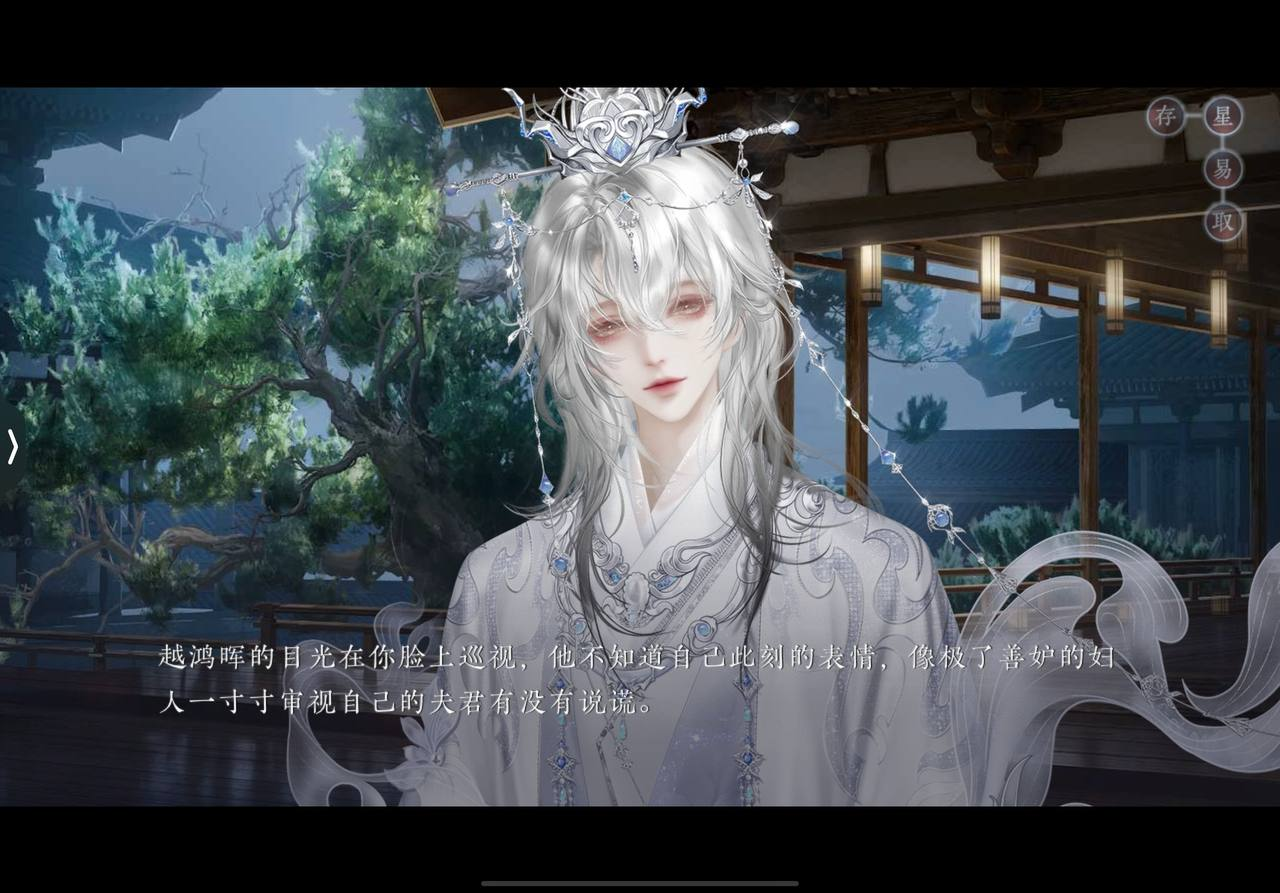 存 星
易
取
越鸿晖的目光在你脸上巡视，他不知道自己此刻的表情，像极了善妒的妇
人一寸寸审视自己的夫君有没有说谎。